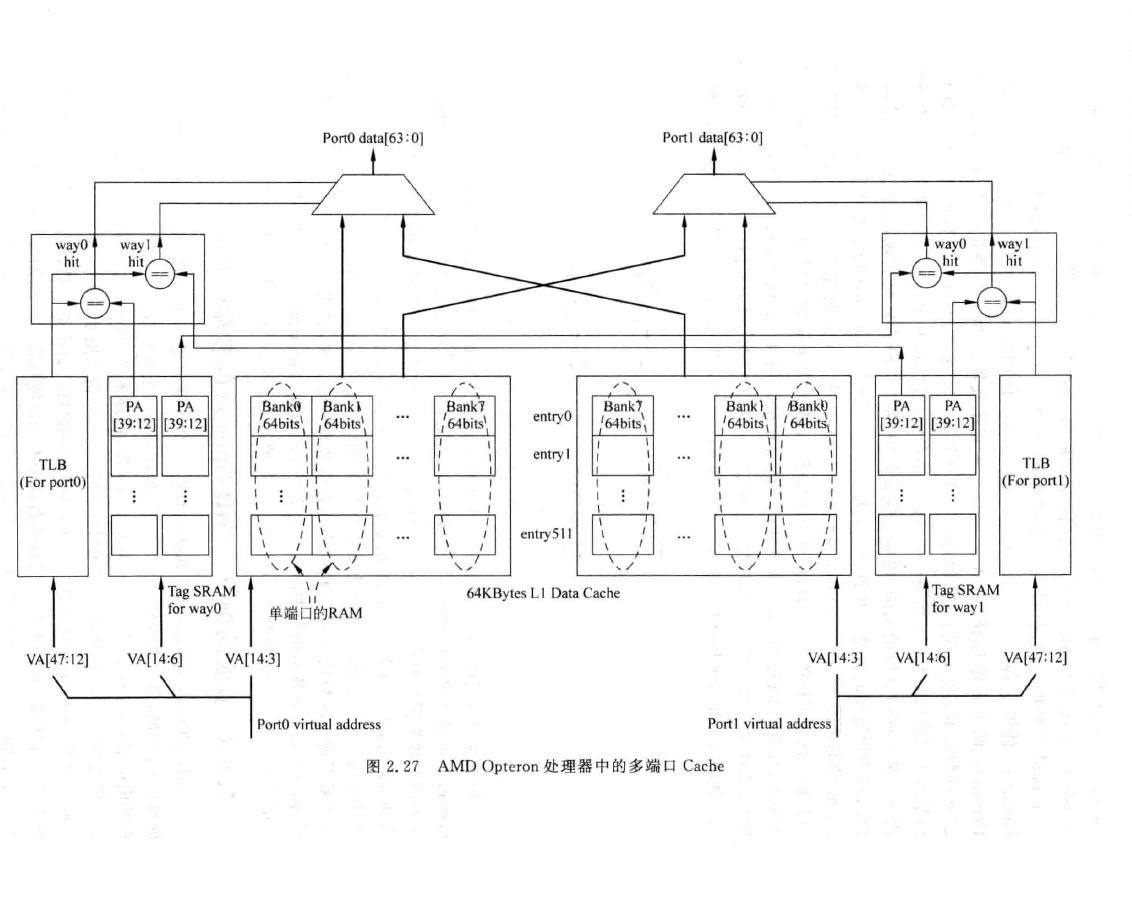 Port0 data[63:0]
Port1 data[63:0]
way0 hit
way1 hit
==
==
way0 hit
way1 hit
==
==
TLB
(For port0)
PA
[39:12]
PA
[39:12]
Bank0
64bits
Bank1
64bits
...
Bank7
64bits
entry0
entry1
entry511
Bank7
64bits
...
Bank1
64bits
Bank0
64bits
PA
[39:12]
PA
[39:12]
TLB
(For port1)
Tag SRAM
for way0
单端口的RAM
64KBytes L1 Data Cache
Tag SRAM
for way1
VA[47:12]
VA[14:6]
VA[14:3]
VA[14:3]
VA[14:6]
VA[47:12]
Port0 virtual address
Port1 virtual address
图 2.27 AMD Opteron 处理器中的多端口 Cache